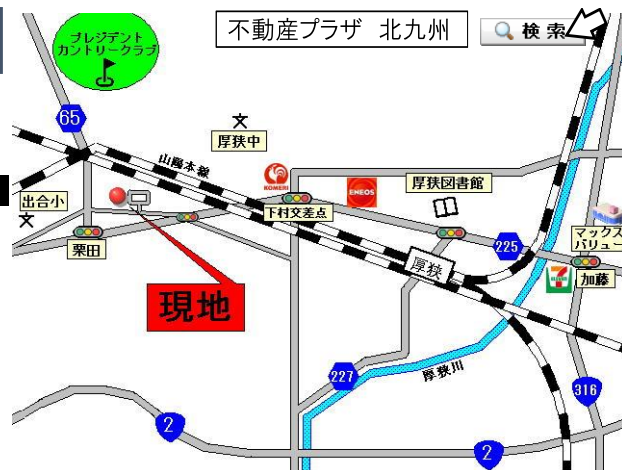 不動産プラザ 北九州
検索
プレジデント
カントリークラブ
65
厚狭中
山陽本線
KOMERI
ENEOS
厚狭図書館
出合小
下村交差点
マックス
バリュー
栗田
225
厚狭
加藤
現地
227
厚狭川
316
2
2